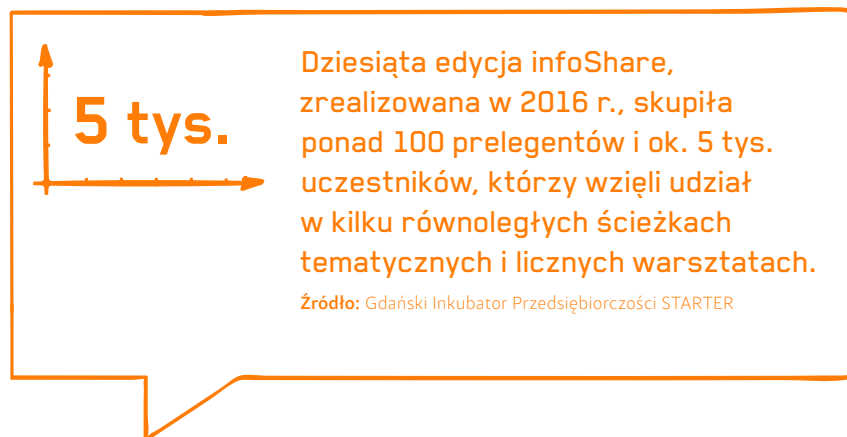 5 tys.
Dziesiąta edycja infoShare,
zrealizowana w 2016 r., skupiła
ponad 100 prelegentów i ok. 5 tys.
uczestników, którzy wzięli udział
w kilku równoległych ścieżkach
tematycznych i licznych warsztatach.
Źródło: Gdański Inkubator Przedsiębiorczości STARTER